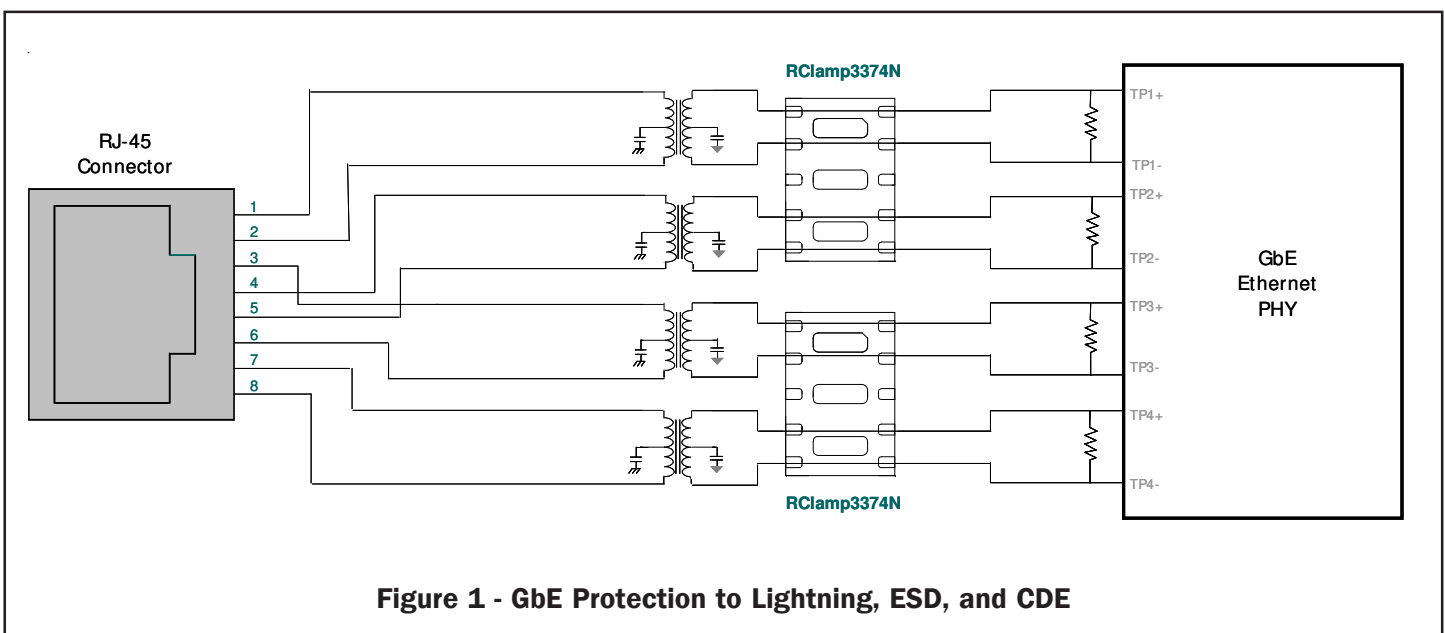 RClamp3374N
RJ-45
Connector
1
2
3
4
5
6
7
8
TP1+
TP1-
TP2+
TP2-
TP3+
TP3-
TP4+
TP4-
GbE
Ethernet
PHY
RClamp3374N
Figure 1 - GbE Protection to Lightning, ESD, and CDE